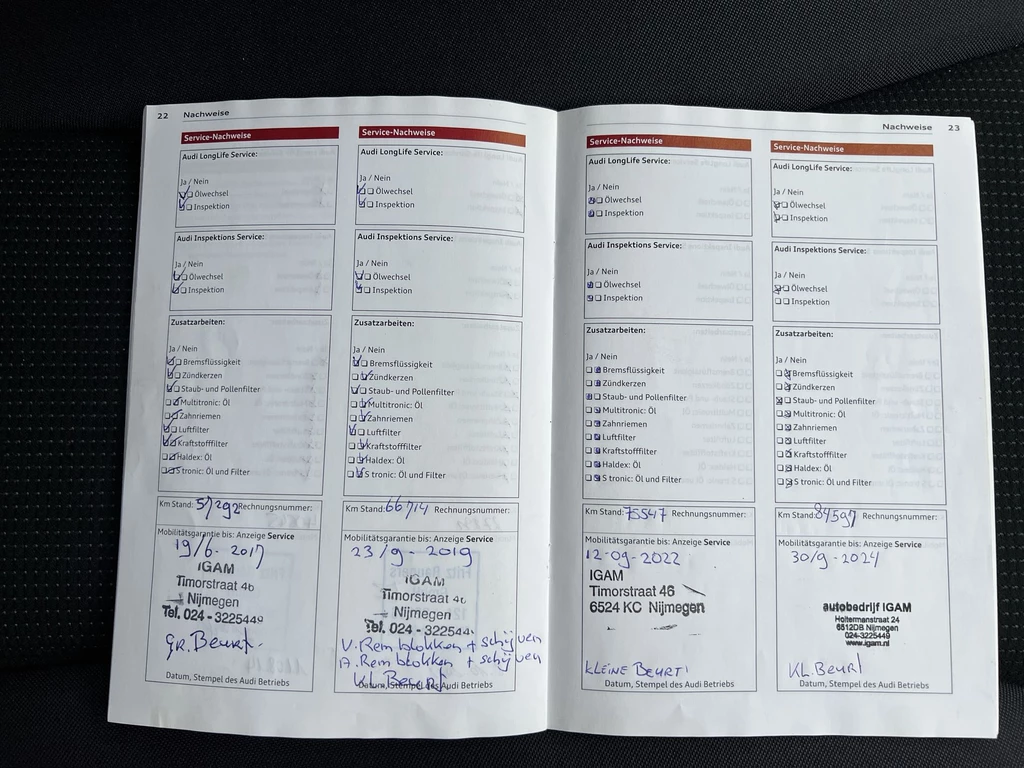 22 Nachweise
Service-Nachweise
Audi LongLife Service:
Ja / Nein
Ölwechsel
Inspektion
Audi Inspektions Service:
Ja / Nein
Ölwechsel
Inspektion
Zusatzarbeiten:
Ja / Nein
Bremsflüssigkeit
Zündkerzen
Staub- und Pollenfilter
Multitronic: Öl
Zahnriemen
Luftfilter
Kraftstofffilter
Haldex: Öl
S tronic: Öl und Filter
Km Stand: 51292 Rechnungsnummer:
Mobilitätsgarantie bis: Anzeige Service
19/6-2017
IGAM
Timorstraat 46
Nijmegen
Tel. 024 - 3225449
gr. Beurt.
Datum, Stempel des Audi Betriebs
Service-Nachweise
Audi LongLife Service:
Ja / Nein
Ölwechsel
Inspektion
Audi Inspektions Service:
Ja / Nein
Ölwechsel
Inspektion
Zusatzarbeiten:
Ja / Nein
Bremsflüssigkeit
Zündkerzen
Staub- und Pollenfilter
Multitronic: Öl
Zahnriemen
Luftfilter
Kraftstofffilter
Haldex: Öl
S tronic: Öl und Filter
Km Stand: 66714 Rechnungsnummer:
Mobilitätsgarantie bis: Anzeige Service
23/9-2019
IGAM
Timorstraat 46
Nijmegen
Tel. 024 - 322544
V. Remblokken + schijven
A. Remblokken + schijven
Kl. Beurt
Datum, Stempel des Audi Betriebs
Nachweise 23
Service-Nachweise
Audi LongLife Service:
Ja / Nein
Ölwechsel
Inspektion
Audi Inspektions Service:
Ja / Nein
Ölwechsel
Inspektion
Zusatzarbeiten:
Ja / Nein
Bremsflüssigkeit
Zündkerzen
Staub- und Pollenfilter
Multitronic: Öl
Zahnriemen
Luftfilter
Kraftstofffilter
Haldex: Öl
S tronic: Öl und Filter
Km Stand: 75547 Rechnungsnummer:
Mobilitätsgarantie bis: Anzeige Service
12-09-2022
IGAM
Timorstraat 46
6524 KC Nijmegen
KLEINE BEURT
Datum, Stempel des Audi Betriebs
Service-Nachweise
Audi LongLife Service:
Ja / Nein
Ölwechsel
Inspektion
Audi Inspektions Service:
Ja / Nein
Ölwechsel
Inspektion
Zusatzarbeiten:
Ja / Nein
Bremsflüssigkeit
Zündkerzen
Staub- und Pollenfilter
Multitronic: Öl
Zahnriemen
Luftfilter
Kraftstofffilter
Haldex: Öl
S tronic: Öl und Filter
Km Stand: 84597 Rechnungsnummer:
Mobilitätsgarantie bis: Anzeige Service
30/9-2024
autobedrijf IGAM
Holtermanstraat 24
6512DB Nijmegen
024-3225449
www.igam.nl
KL. BEURT
Datum, Stempel des Audi Betriebs